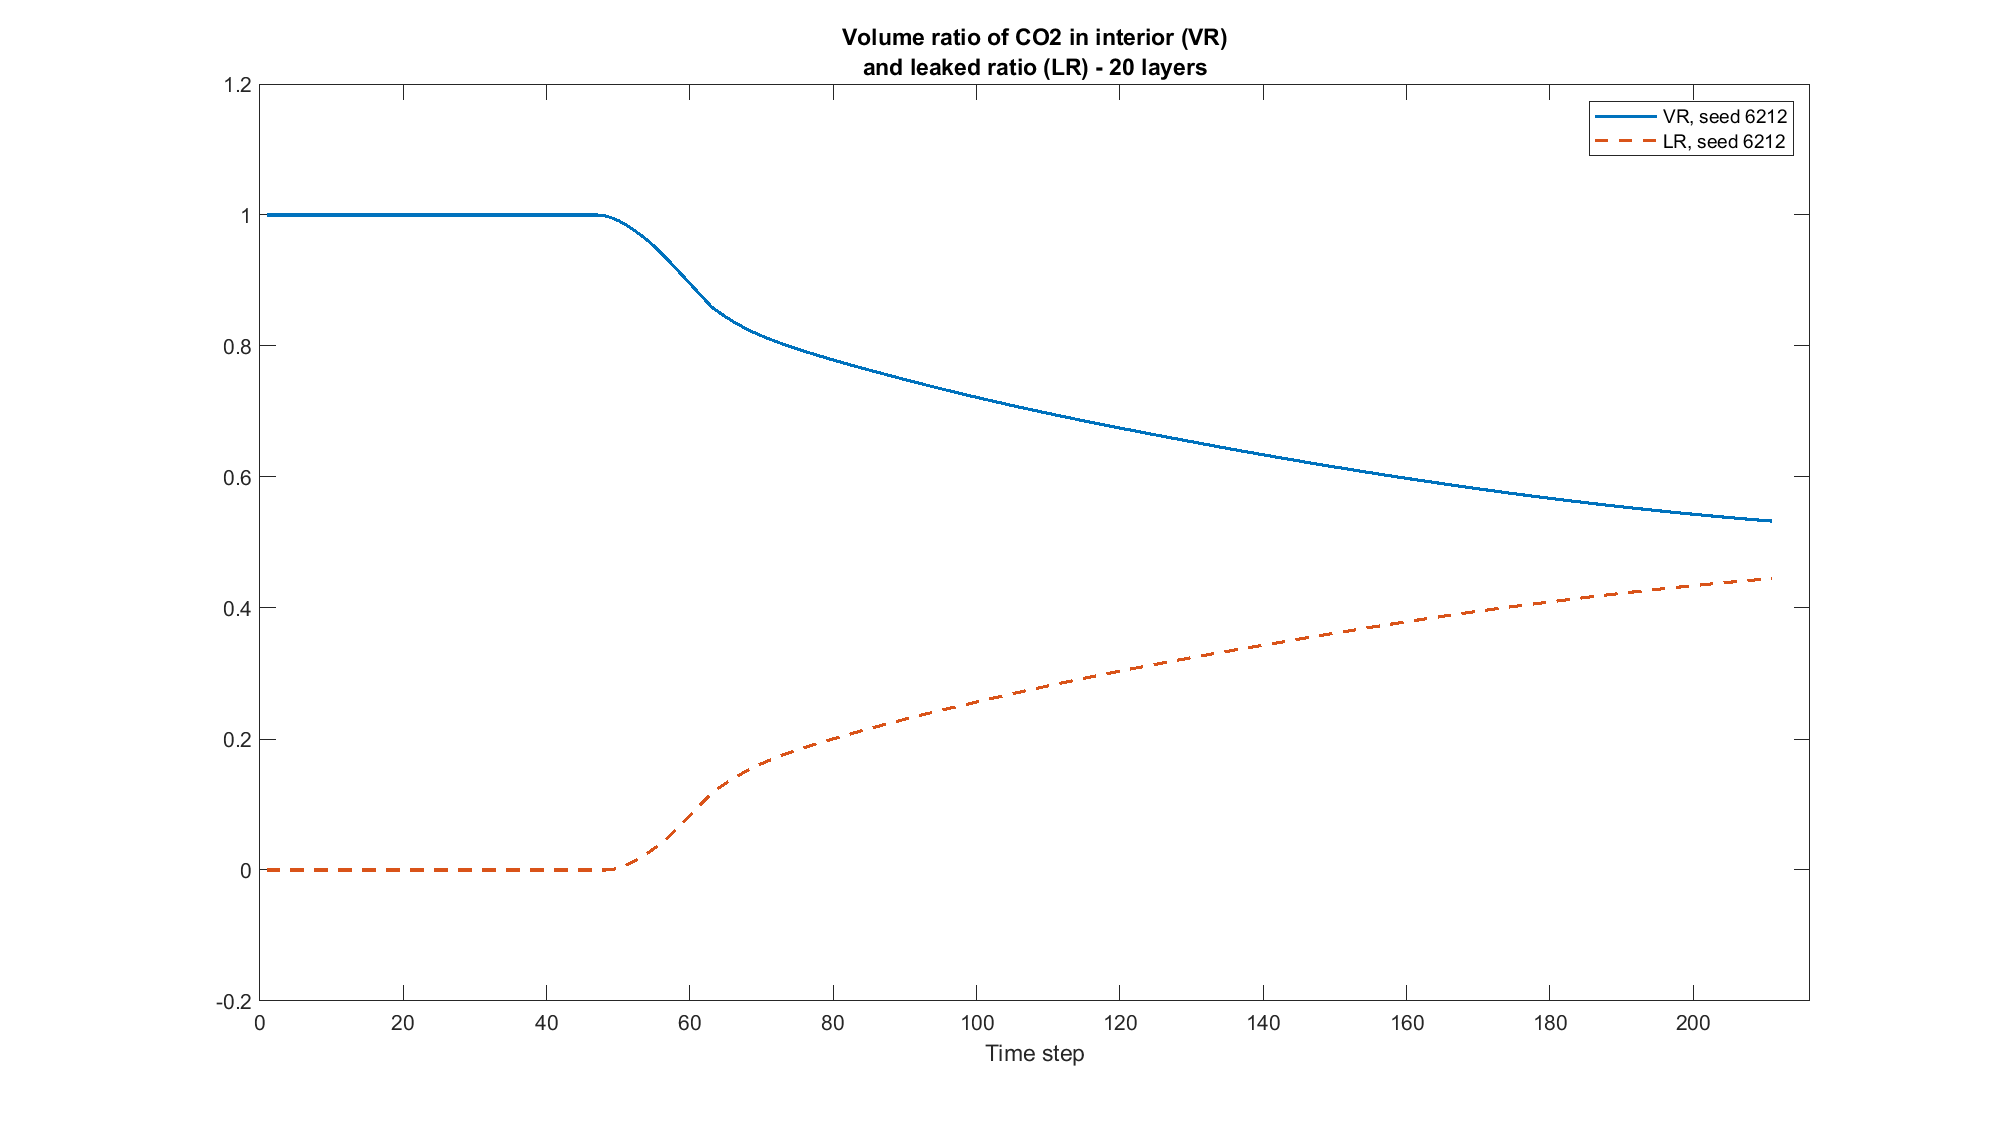 Volume ratio of CO2 in interior (VR)
and leaked ratio (LR) - 20 layers
VR, seed 6212
LR, seed 6212
1.2
1
0.8
0.6
0.4
0.2
0
-0.2
0 20 40 60 80 100 120 140 160 180 200
Time step